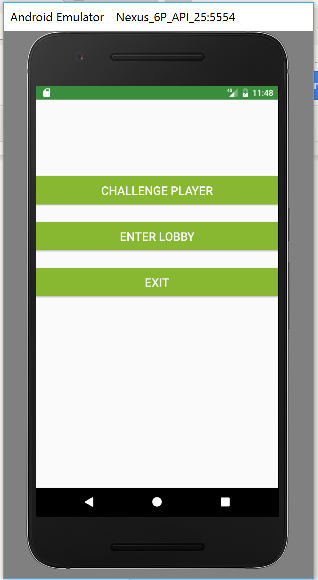 Android Emulator Nexus_6P_API_25:5554
11:48
CHALLENGE PLAYER
ENTER LOBBY
EXIT